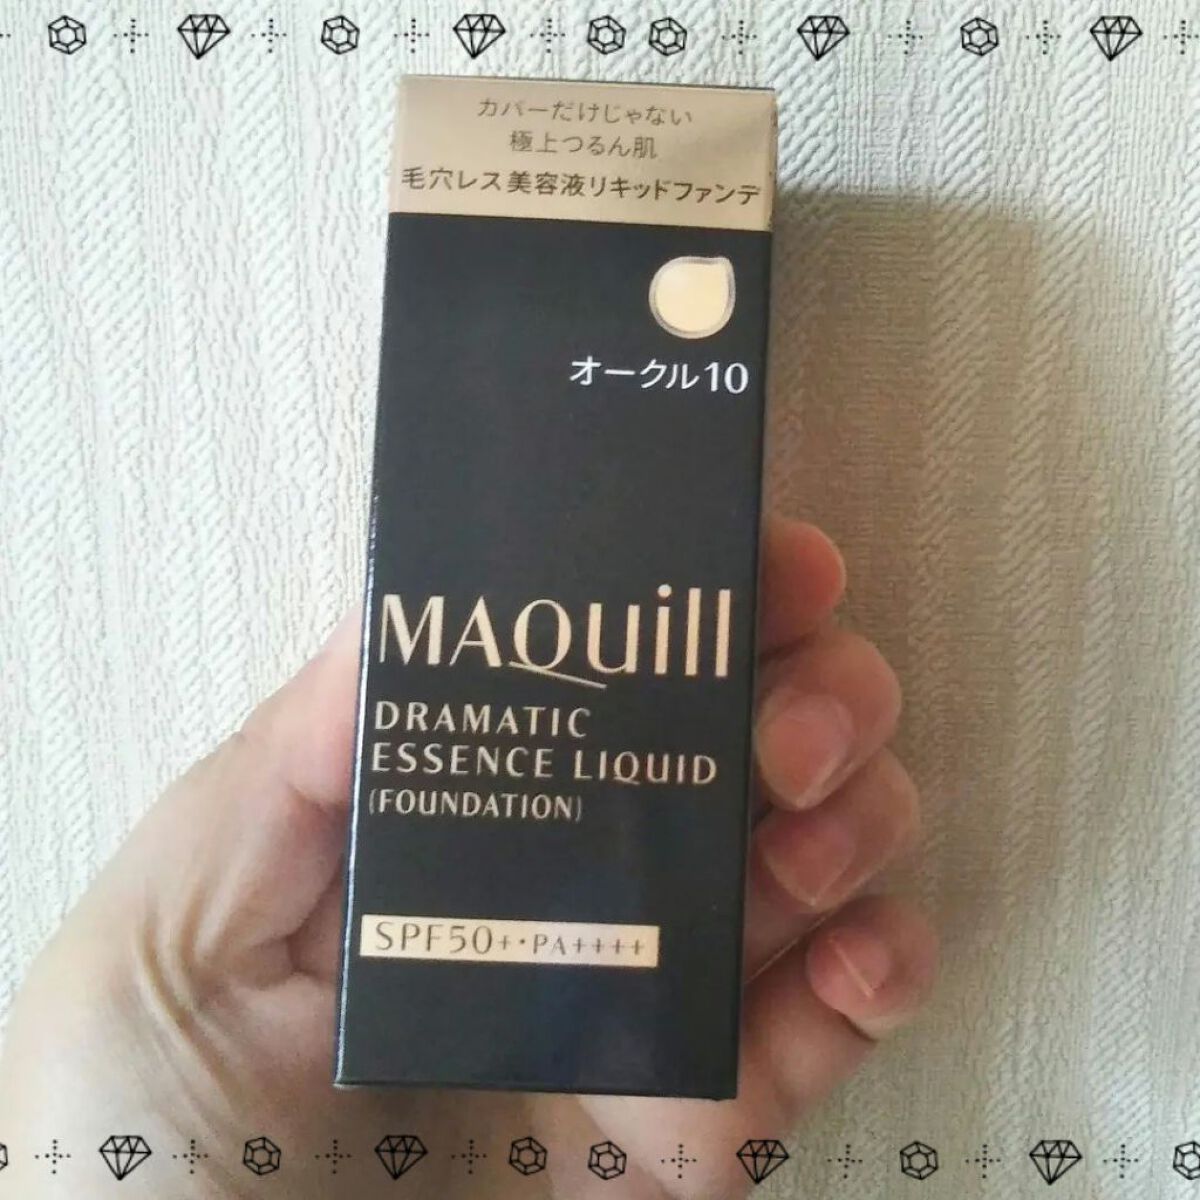 カバーだけじゃない
極上つるん肌
毛穴レス美容液リキッドファンデ
オークル10
MAQuill
DRAMATIC
ESSENCE LIQUID
(FOUNDATION)
SPF50+・PA++++